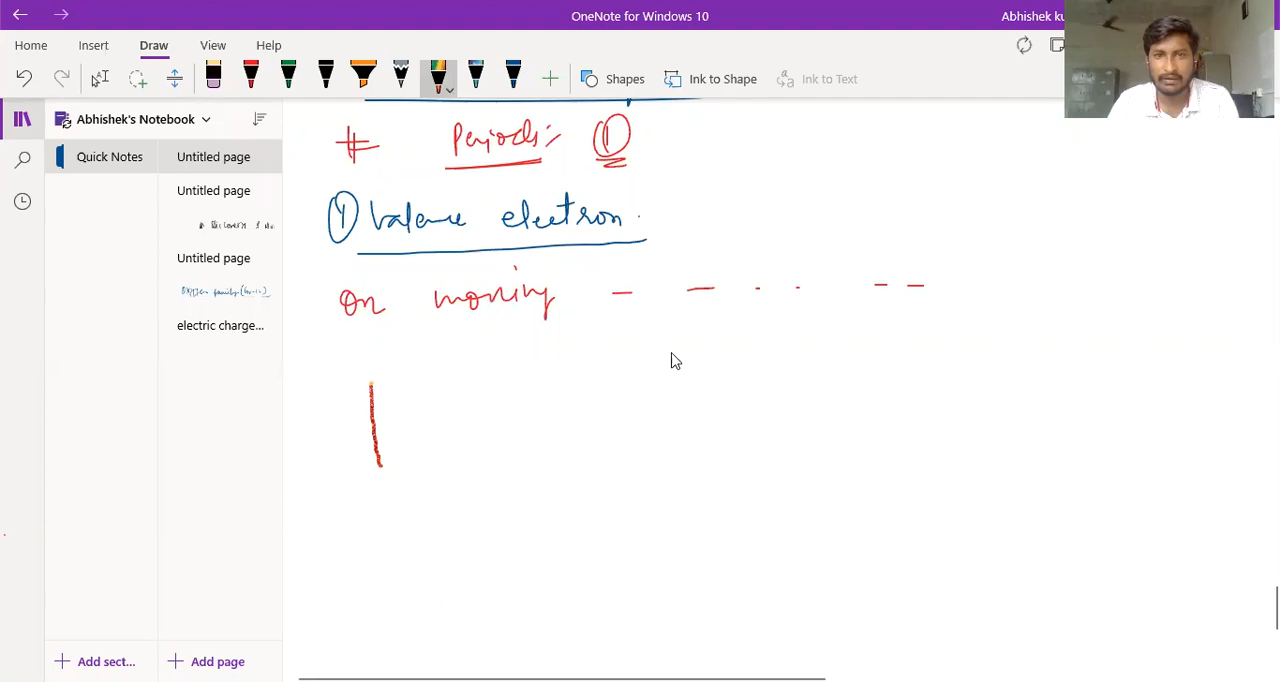 OneNote for Windows 10
Abhishek ku
Home Insert Draw View Help
Shapes Ink to Shape Ink to Text
Abhishek's Notebook
Quick Notes
Untitled page
Untitled page
Untitled page
Oxygen family
electric charge...
Add sect...
Add page
# Periods:- ①
① Valence electron.
On moving - - . . - -